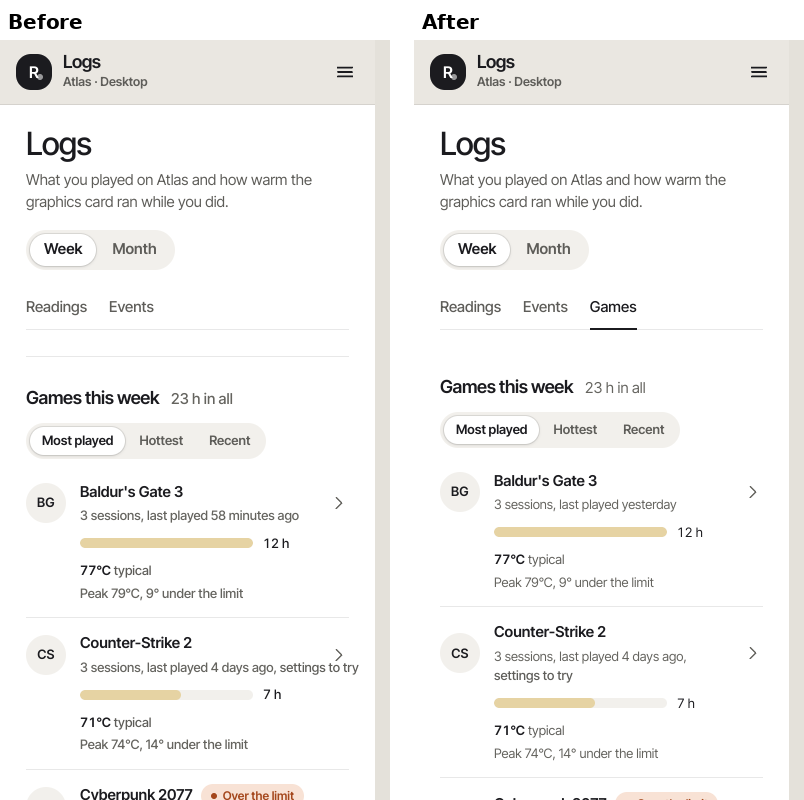 Before
R
Logs
Atlas · Desktop
Logs
What you played on Atlas and how warm the
graphics card ran while you did.
Week Month
Readings Events
Games this week 23 h in all
Most played Hottest Recent
BG
Baldur's Gate 3
3 sessions, last played 58 minutes ago
12 h
77°C typical
Peak 79°C, 9° under the limit
CS
Counter-Strike 2
3 sessions, last played 4 days ago, settings to try
7 h
71°C typical
Peak 74°C, 14° under the limit
Cyberpunk 2077 Over the limit
After
R
Logs
Atlas · Desktop
Logs
What you played on Atlas and how warm the
graphics card ran while you did.
Week Month
Readings Events Games
Games this week 23 h in all
Most played Hottest Recent
BG
Baldur's Gate 3
3 sessions, last played yesterday
12 h
77°C typical
Peak 79°C, 9° under the limit
CS
Counter-Strike 2
3 sessions, last played 4 days ago,
settings to try
7 h
71°C typical
Peak 74°C, 14° under the limit